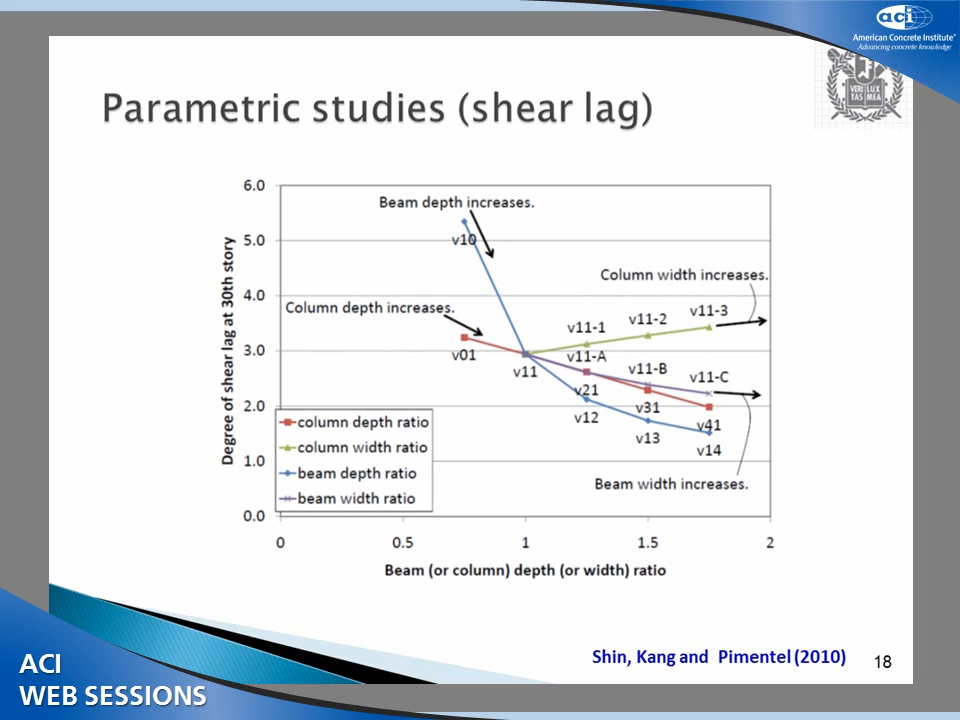 aci
American Concrete Institute®
Advancing concrete knowledge
VERI LUX
TAS MEA
Parametric studies (shear lag)
6.0
5.0
4.0
3.0
2.0
1.0
0.0
Degree of shear lag at 30th story
Beam depth increases.
v10
Column width increases.
Column depth increases.
v11-3
v11-2
v11-1
v01
v11-A
v11
v11-B
v11-C
v21
v12
v31
v41
v13
v14
Beam width increases.
column depth ratio
column width ratio
beam depth ratio
beam width ratio
0
0.5
1
1.5
2
Beam (or column) depth (or width) ratio
Shin, Kang and Pimentel (2010)
18
ACI
WEB SESSIONS